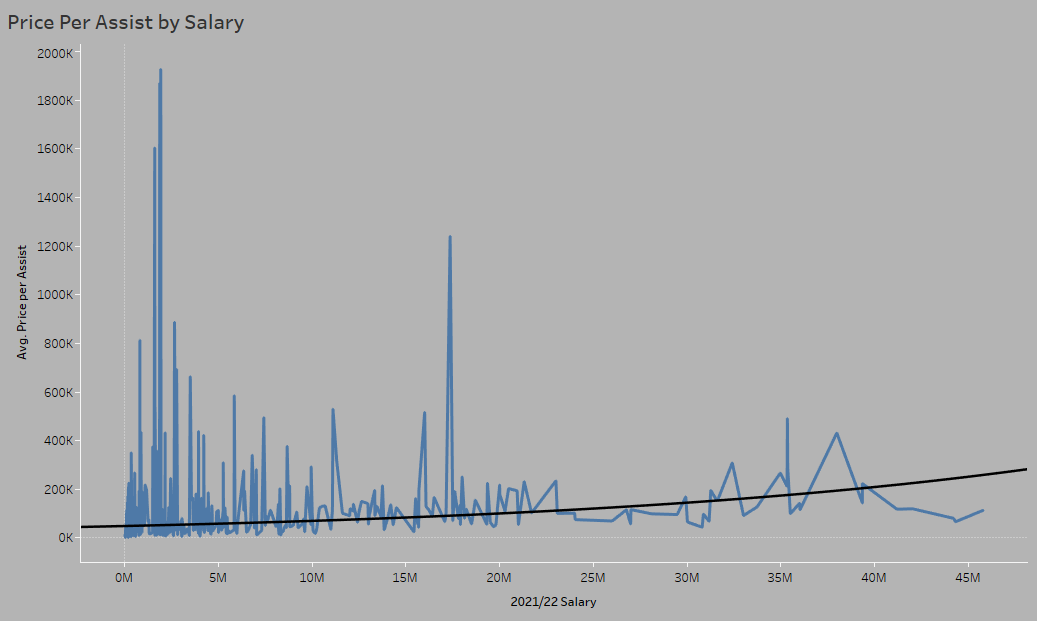 Price Per Assist by Salary
2000K
1800K
1600K
1400K
1200K
1000K
800K
600K
400K
200K
0K
Avg. Price per Assist
0M 5M 10M 15M 20M 25M 30M 35M 40M 45M
2021/22 Salary